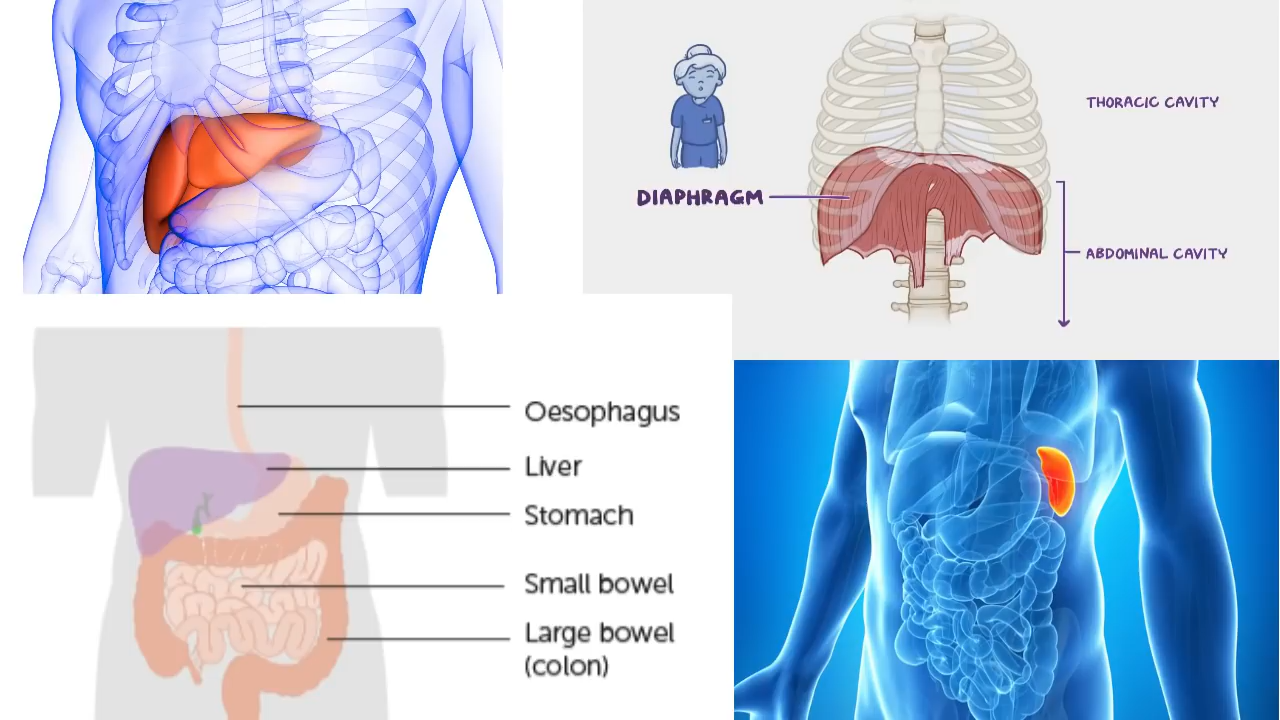 THORACIC CAVITY
DIAPHRAGM
ABDOMINAL CAVITY
Oesophagus
Liver
Stomach
Small bowel
Large bowel
(colon)